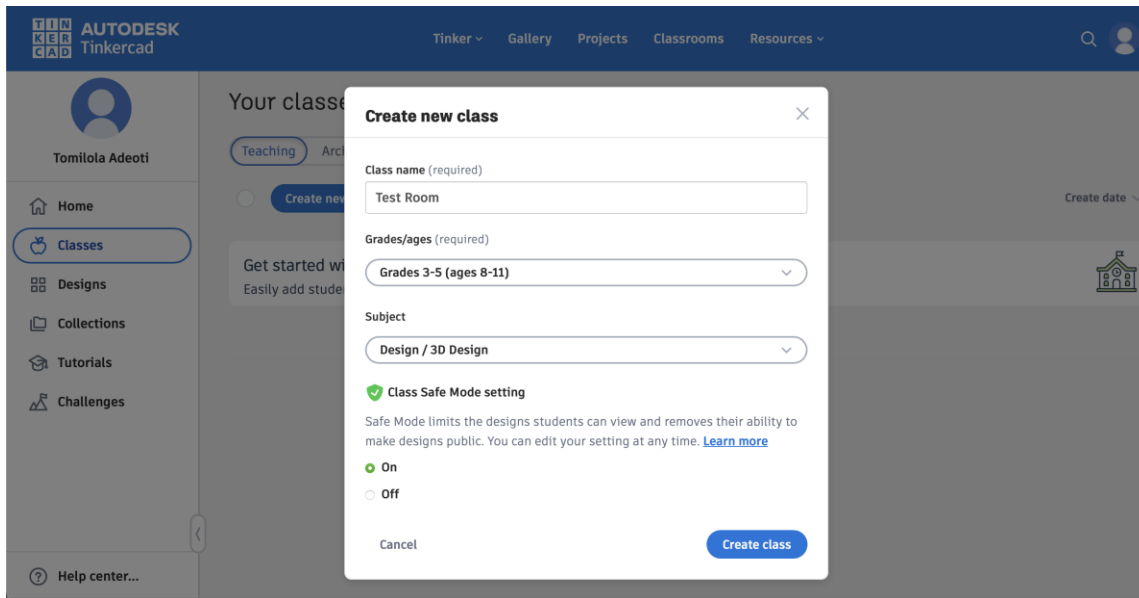 TIN
KER
CAD
AUTODESK
Tinkercad
Tinker
Gallery
Projects
Classrooms
Resources
Tomilola Adeoti
Home
Classes
Designs
Collections
Tutorials
Challenges
Help center...
Your classe
Teaching
Arc
Create new
Create date
Get started wi
Easily add stude
Create new class
Class name (required)
Test Room
Grades/ages (required)
Grades 3-5 (ages 8-11)
Subject
Design / 3D Design
Class Safe Mode setting
Safe Mode limits the designs students can view and removes their ability to
make designs public. You can edit your setting at any time. Learn more
On
Off
Cancel
Create class